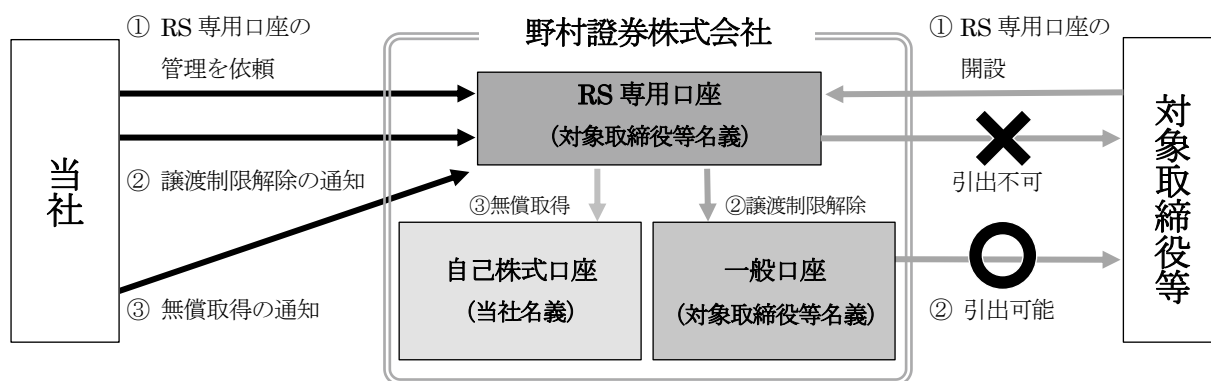 ① RS 専用口座の
管理を依頼
当社
② 譲渡制限解除の通知
③ 無償取得の通知
野村證券株式会社
RS 専用口座
(対象取締役等名義)
③無償取得
②譲渡制限解除
自己株式口座
(当社名義)
一般口座
(対象取締役等名義)
① RS 専用口座の
開設
引出不可
② 引出可能
対象取締役等